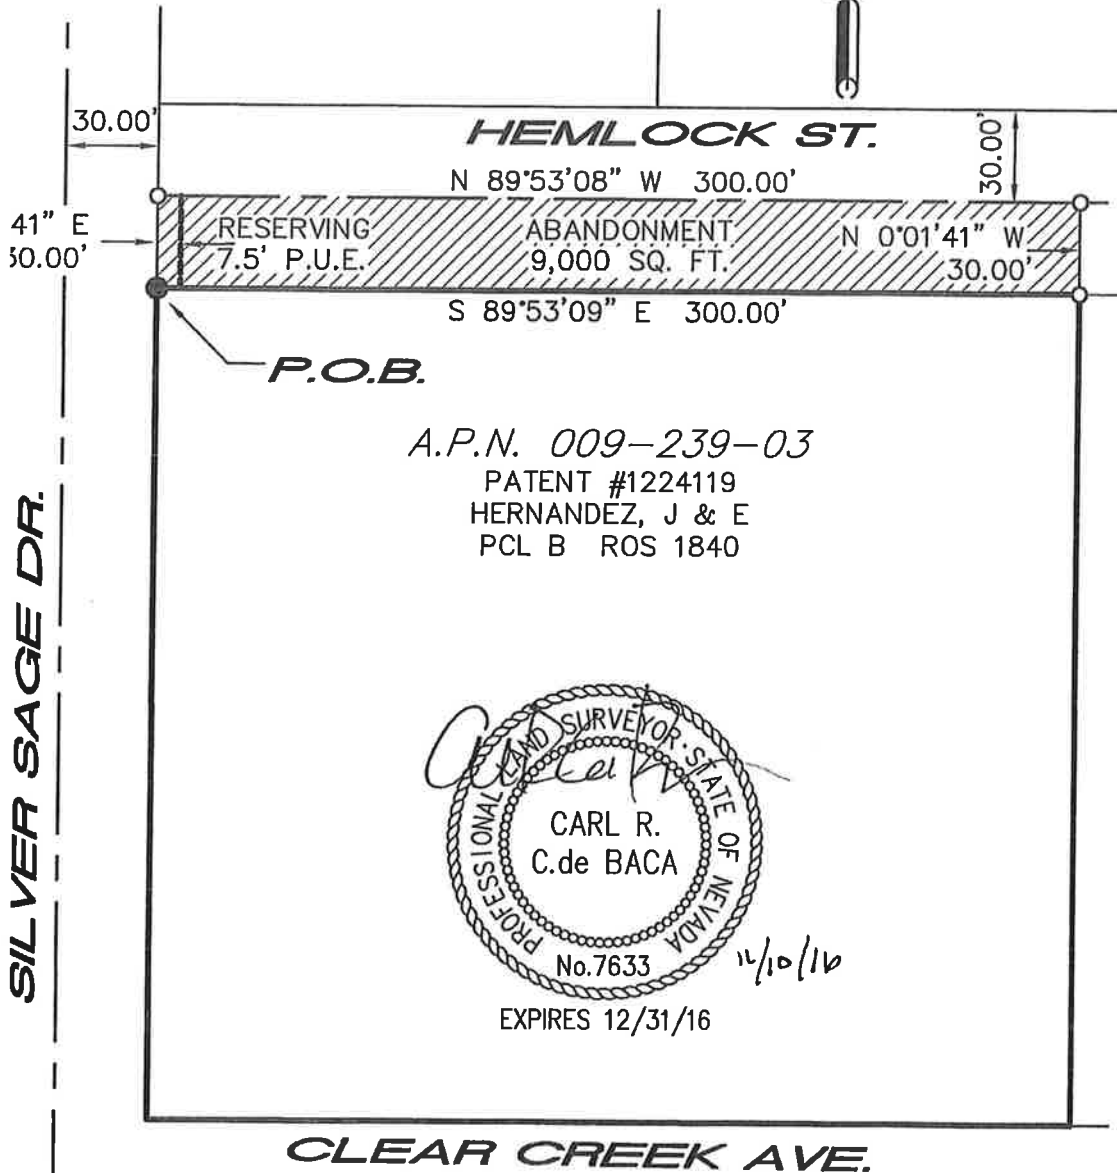 30.00'
HEMLOCK ST.
30.00'
N 89°53'08" W 300.00'
41" E
RESERVING
7.5' P.U.E.
ABANDONMENT
9,000 SQ. FT.
N 0°01'41" W
30.00'
S 89°53'09" E 300.00'
P.O.B.
A.P.N. 009-239-03
PATENT #1224119
HERNANDEZ, J & E
PCL B ROS 1840
SILVER SAGE DR.
PROFESSIONAL LAND SURVEYOR · STATE OF NEVADA
CARL R.
C.de BACA
No.7633
11/10/16
EXPIRES 12/31/16
CLEAR CREEK AVE.